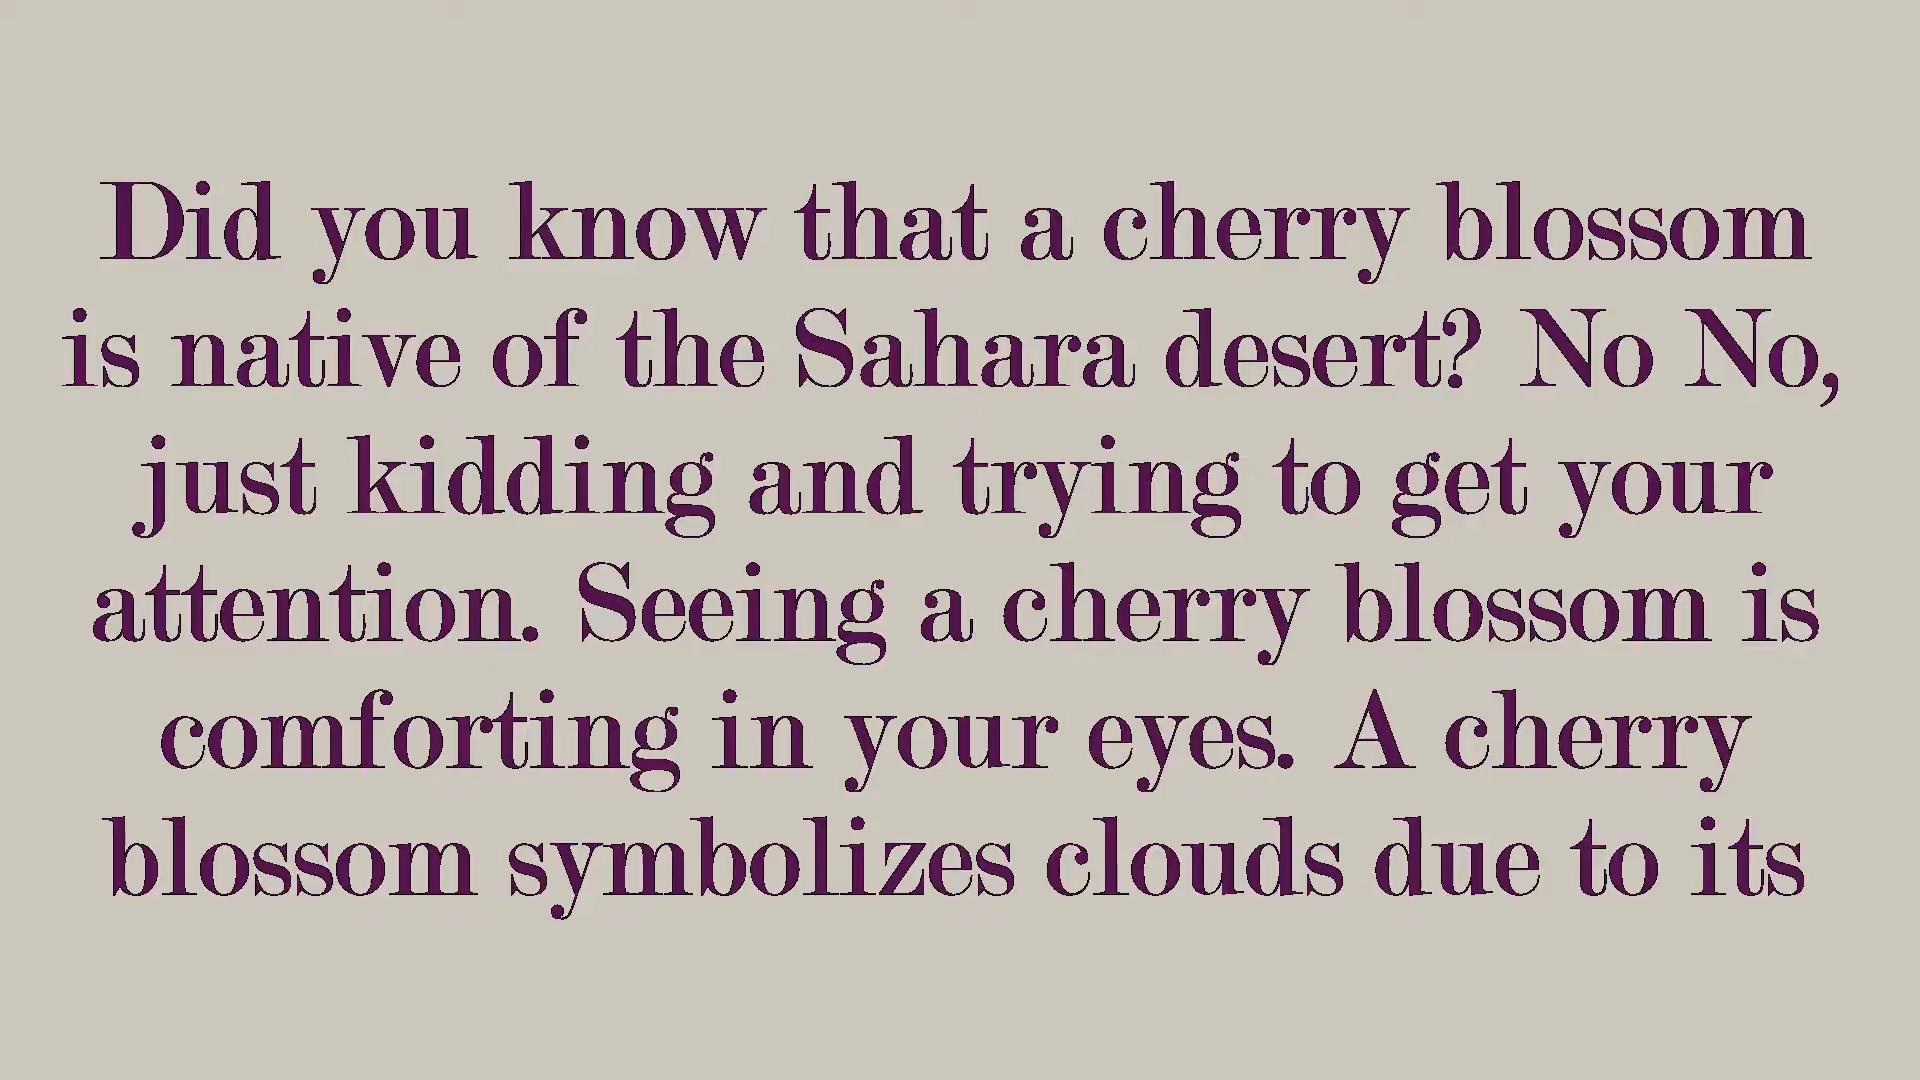 Did you know that a cherry blossom
is native of the Sahara desert? No No,
just kidding and trying to get your
attention. Seeing a cherry blossom is
comforting in your eyes. A cherry
blossom symbolizes clouds due to its